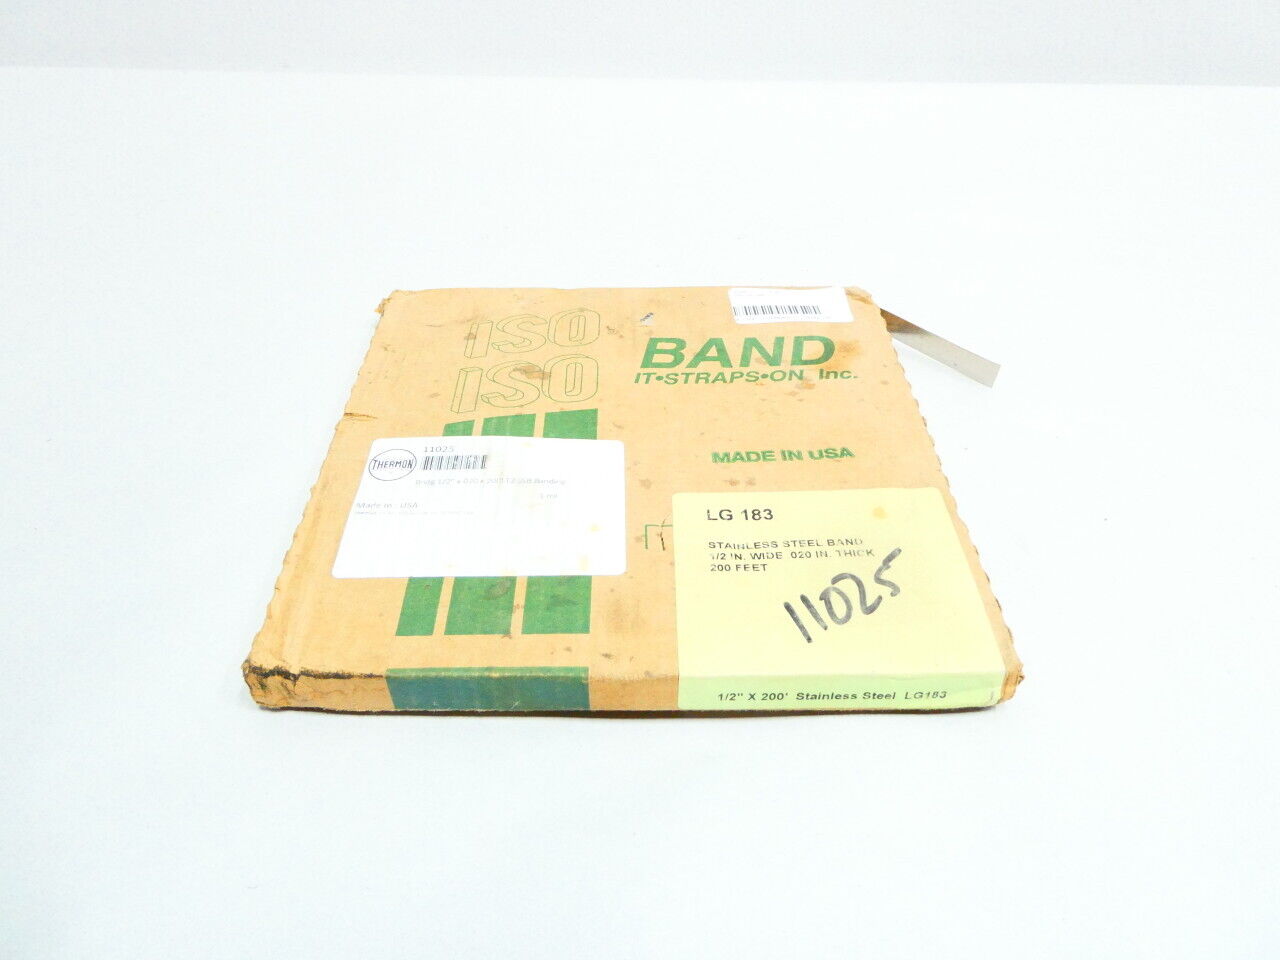 ISO
ISO
BAND
IT•STRAPS•ON Inc.
MADE IN USA
THERMON
11025
Made in : USA
LG 183
STAINLESS STEEL BAND
1/2 IN. WIDE .020 IN. THICK
200 FEET
11025
1/2" X 200' Stainless Steel LG183